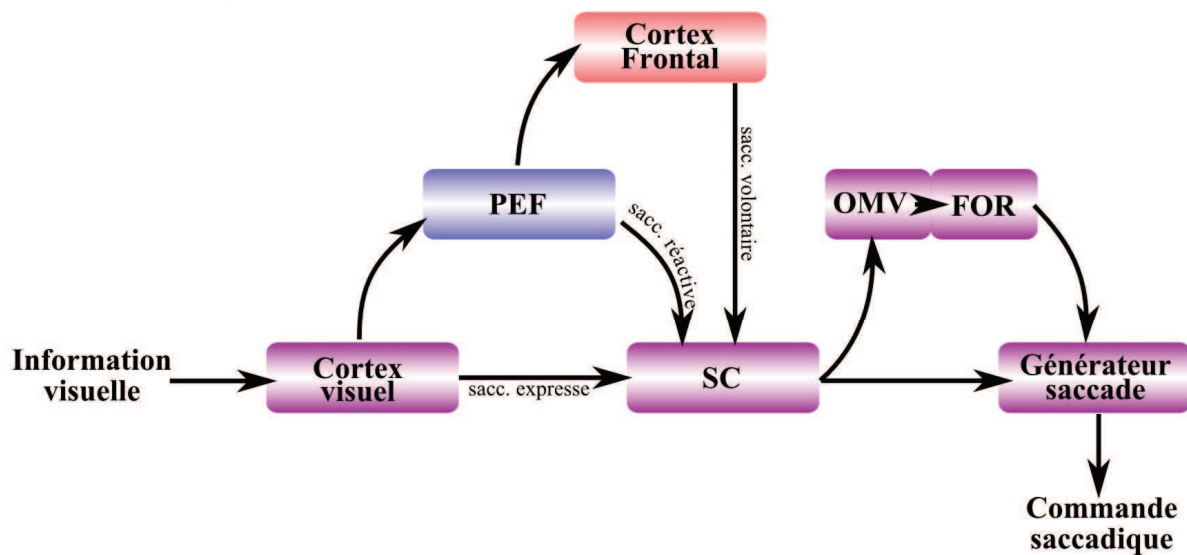 Cortex
Frontal
PEF
sacc. réactive
sacc. volontaire
OMV
FOR
Information
visuelle
Cortex
visuel
sacc. expresse
SC
Générateur
saccade
Commande
saccadique